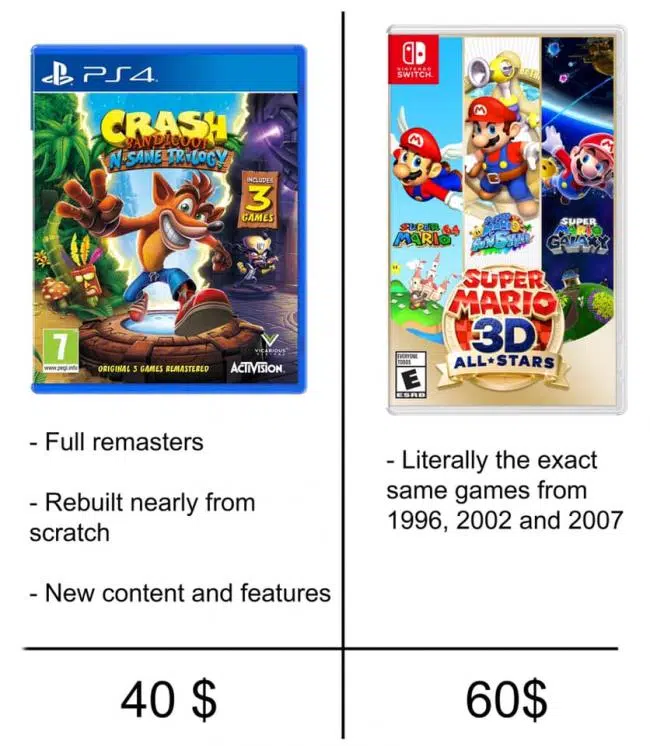 PS4
CRASH
BANDICOOT
N.SANE TRILOGY
INCLUDES
3
GAMES
7
www.pegi.info
ORIGINAL 3 GAMES REMASTERED
VICARIOUS
ACTIVISION
- Full remasters
- Rebuilt nearly from
scratch
- New content and features
40 $
NINTENDO
SWITCH
SUPER
MARIO 64
SUPER
MARIO
SUNSHINE
SUPER
MARIO
GALAXY
SUPER
MARIO
3D
ALL★STARS
EVERYONE
E
ESRB
- Literally the exact
same games from
1996, 2002 and 2007
60$